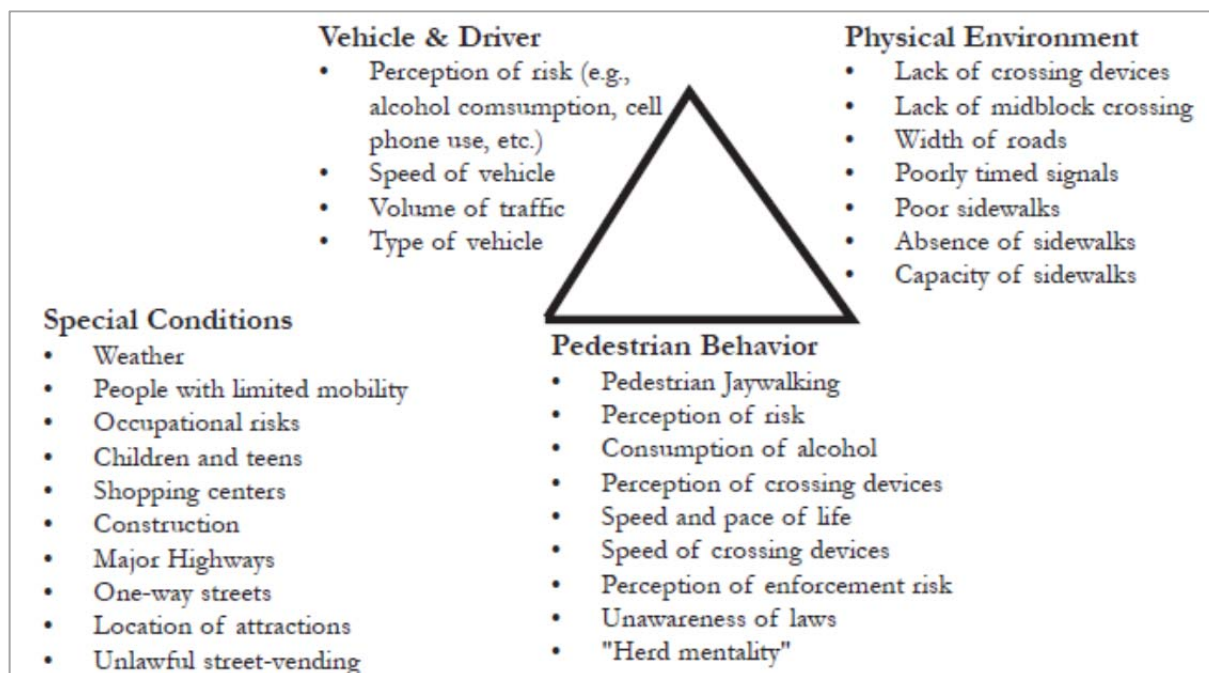 Vehicle & Driver
• Perception of risk (e.g.,
alcohol comsumption, cell
phone use, etc.)
• Speed of vehicle
• Volume of traffic
• Type of vehicle
Physical Environment
• Lack of crossing devices
• Lack of midblock crossing
• Width of roads
• Poorly timed signals
• Poor sidewalks
• Absence of sidewalks
• Capacity of sidewalks
Special Conditions
• Weather
• People with limited mobility
• Occupational risks
• Children and teens
• Shopping centers
• Construction
• Major Highways
• One-way streets
• Location of attractions
• Unlawful street-vending
Pedestrian Behavior
• Pedestrian Jaywalking
• Perception of risk
• Consumption of alcohol
• Perception of crossing devices
• Speed and pace of life
• Speed of crossing devices
• Perception of enforcement risk
• Unawareness of laws
• "Herd mentality"